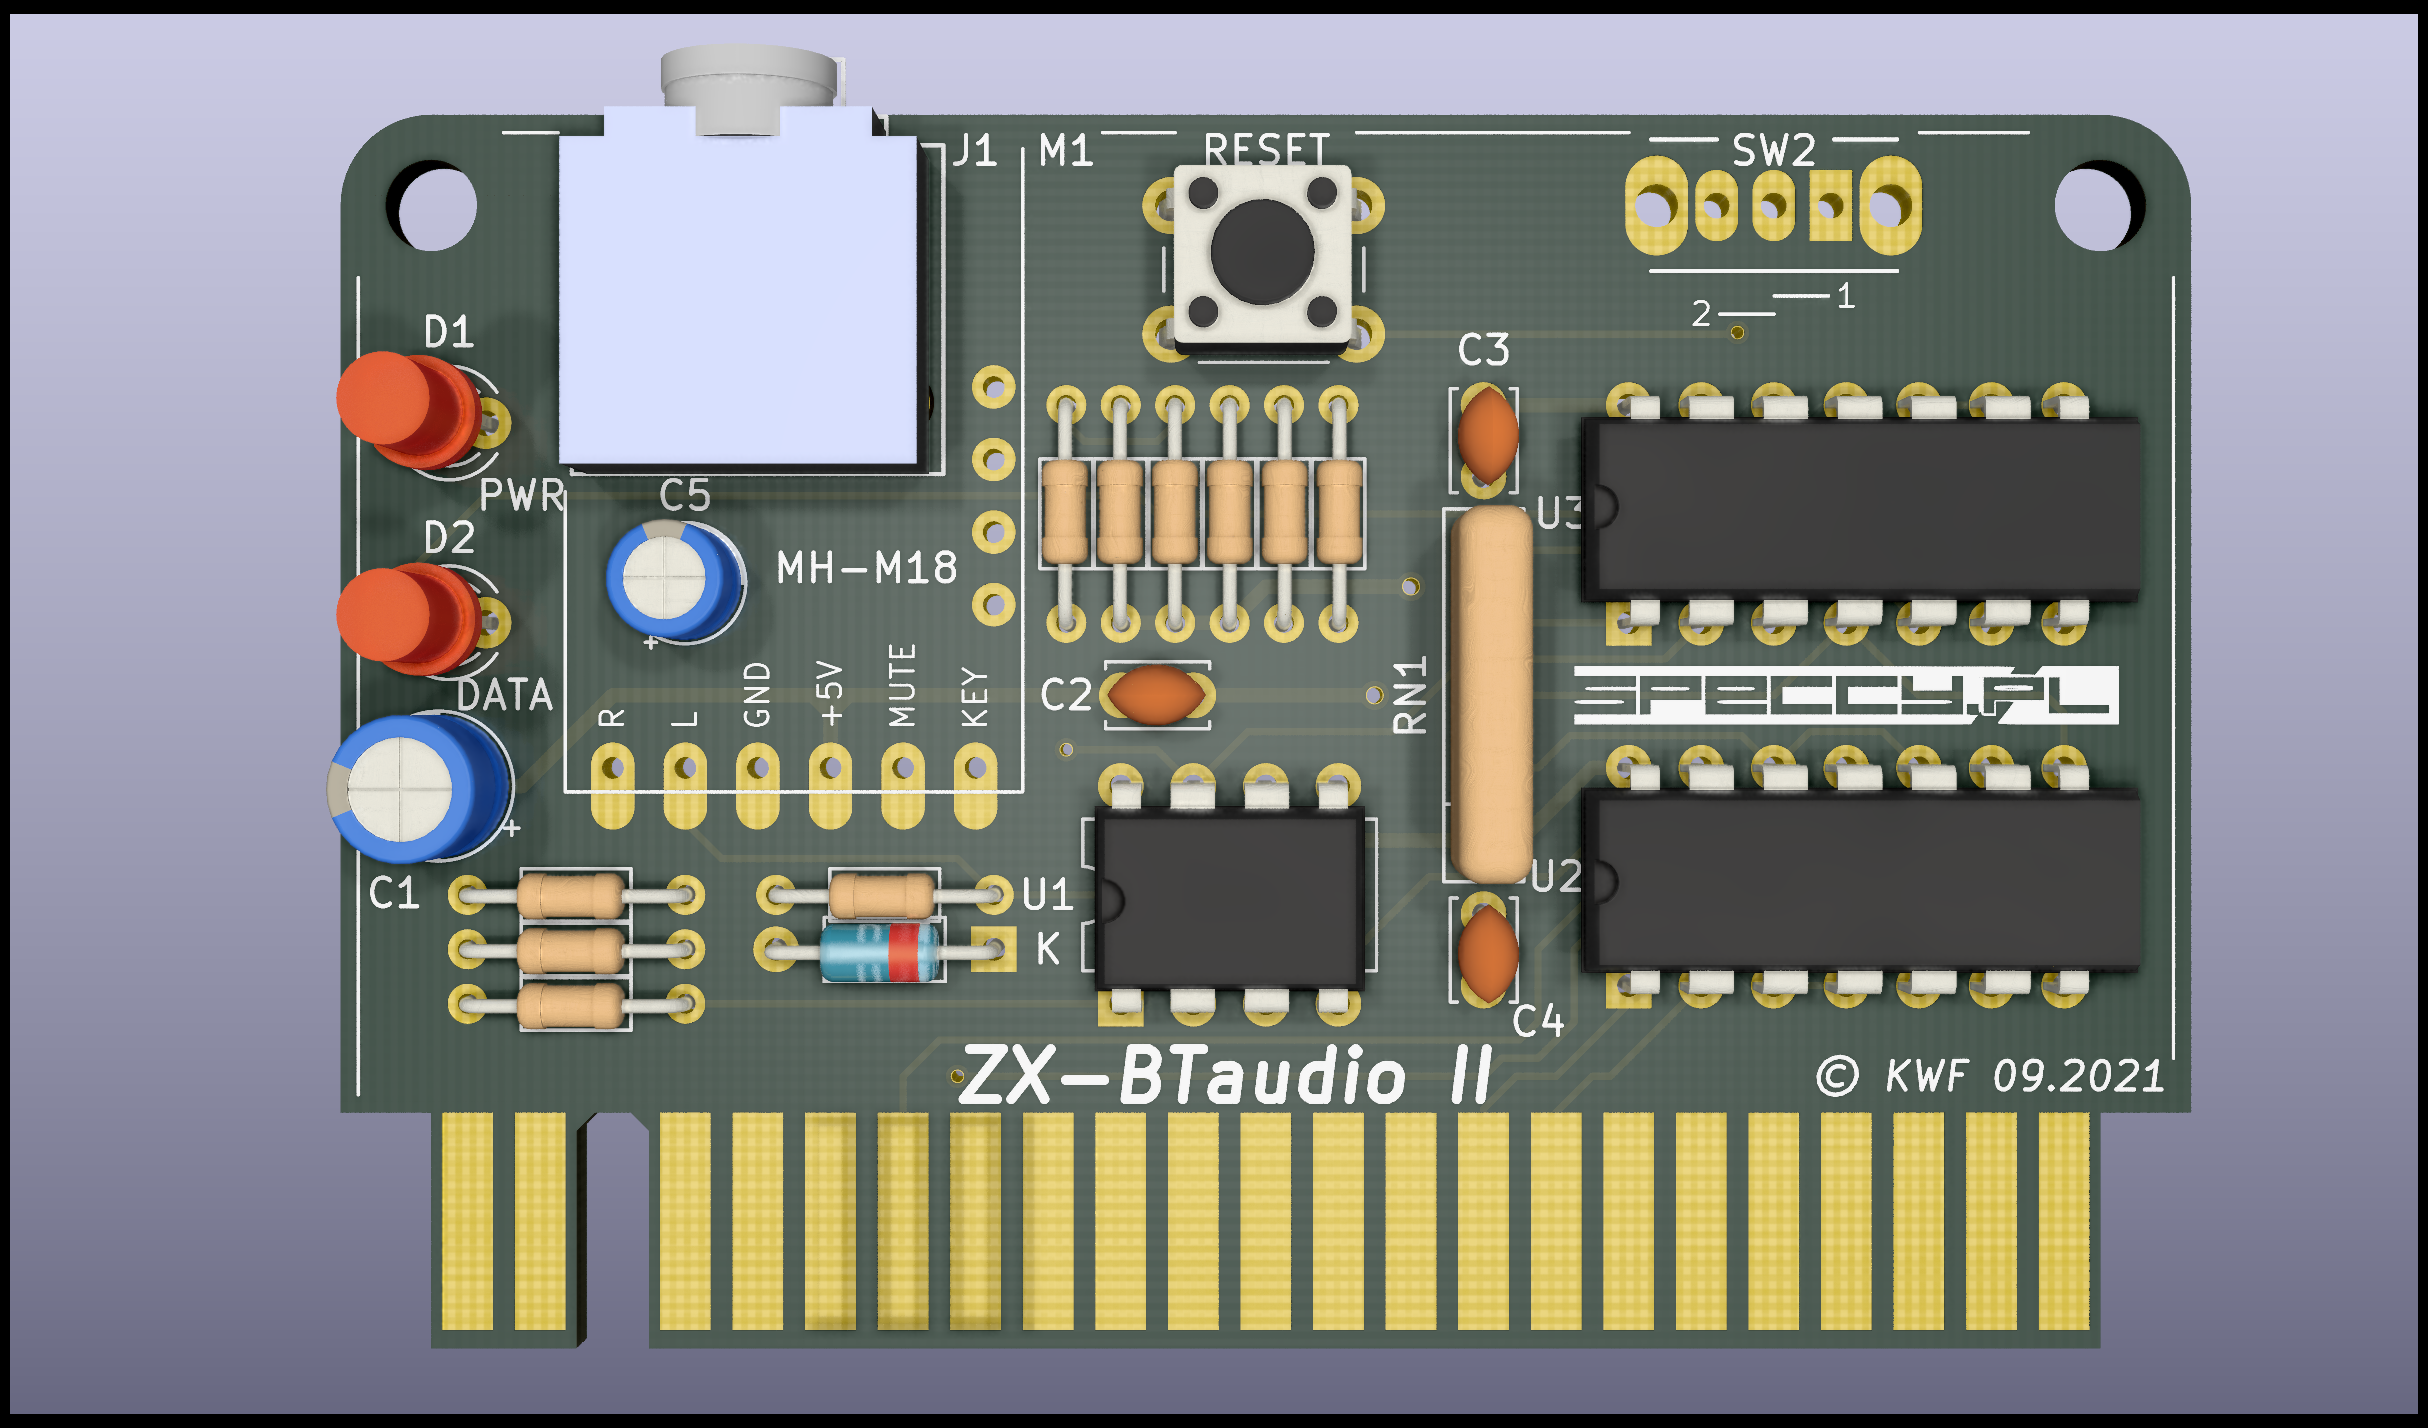 J1
M1
RESET
SW2
1
2
D1
C3
PWR
C5
U3
D2
MH-M18
DATA
R
L
GND
+5V
MUTE
KEY
C2
RN1
SPECCY.PL
+
+
C1
U1
U2
K
C4
ZX-BTaudio II
© KWF 09.2021